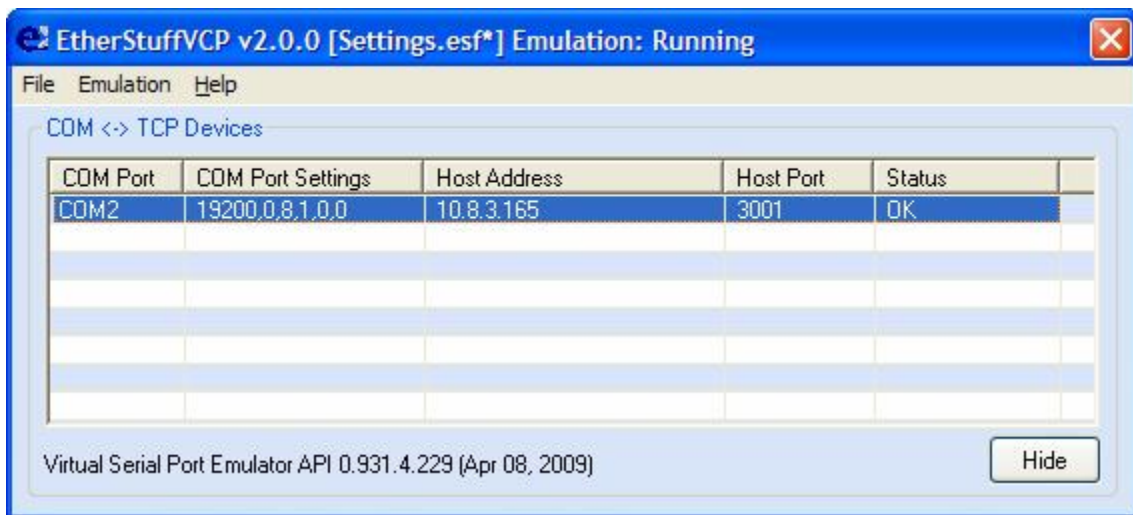 EtherStuffVCP v2.0.0 [Settings.esf*] Emulation: Running
File Emulation Help
COM <-> TCP Devices
COM Port COM Port Settings Host Address Host Port Status
COM2 19200,0,8,1,0,0 10.8.3.165 3001 OK
Virtual Serial Port Emulator API 0.931.4.229 (Apr 08, 2009)
Hide